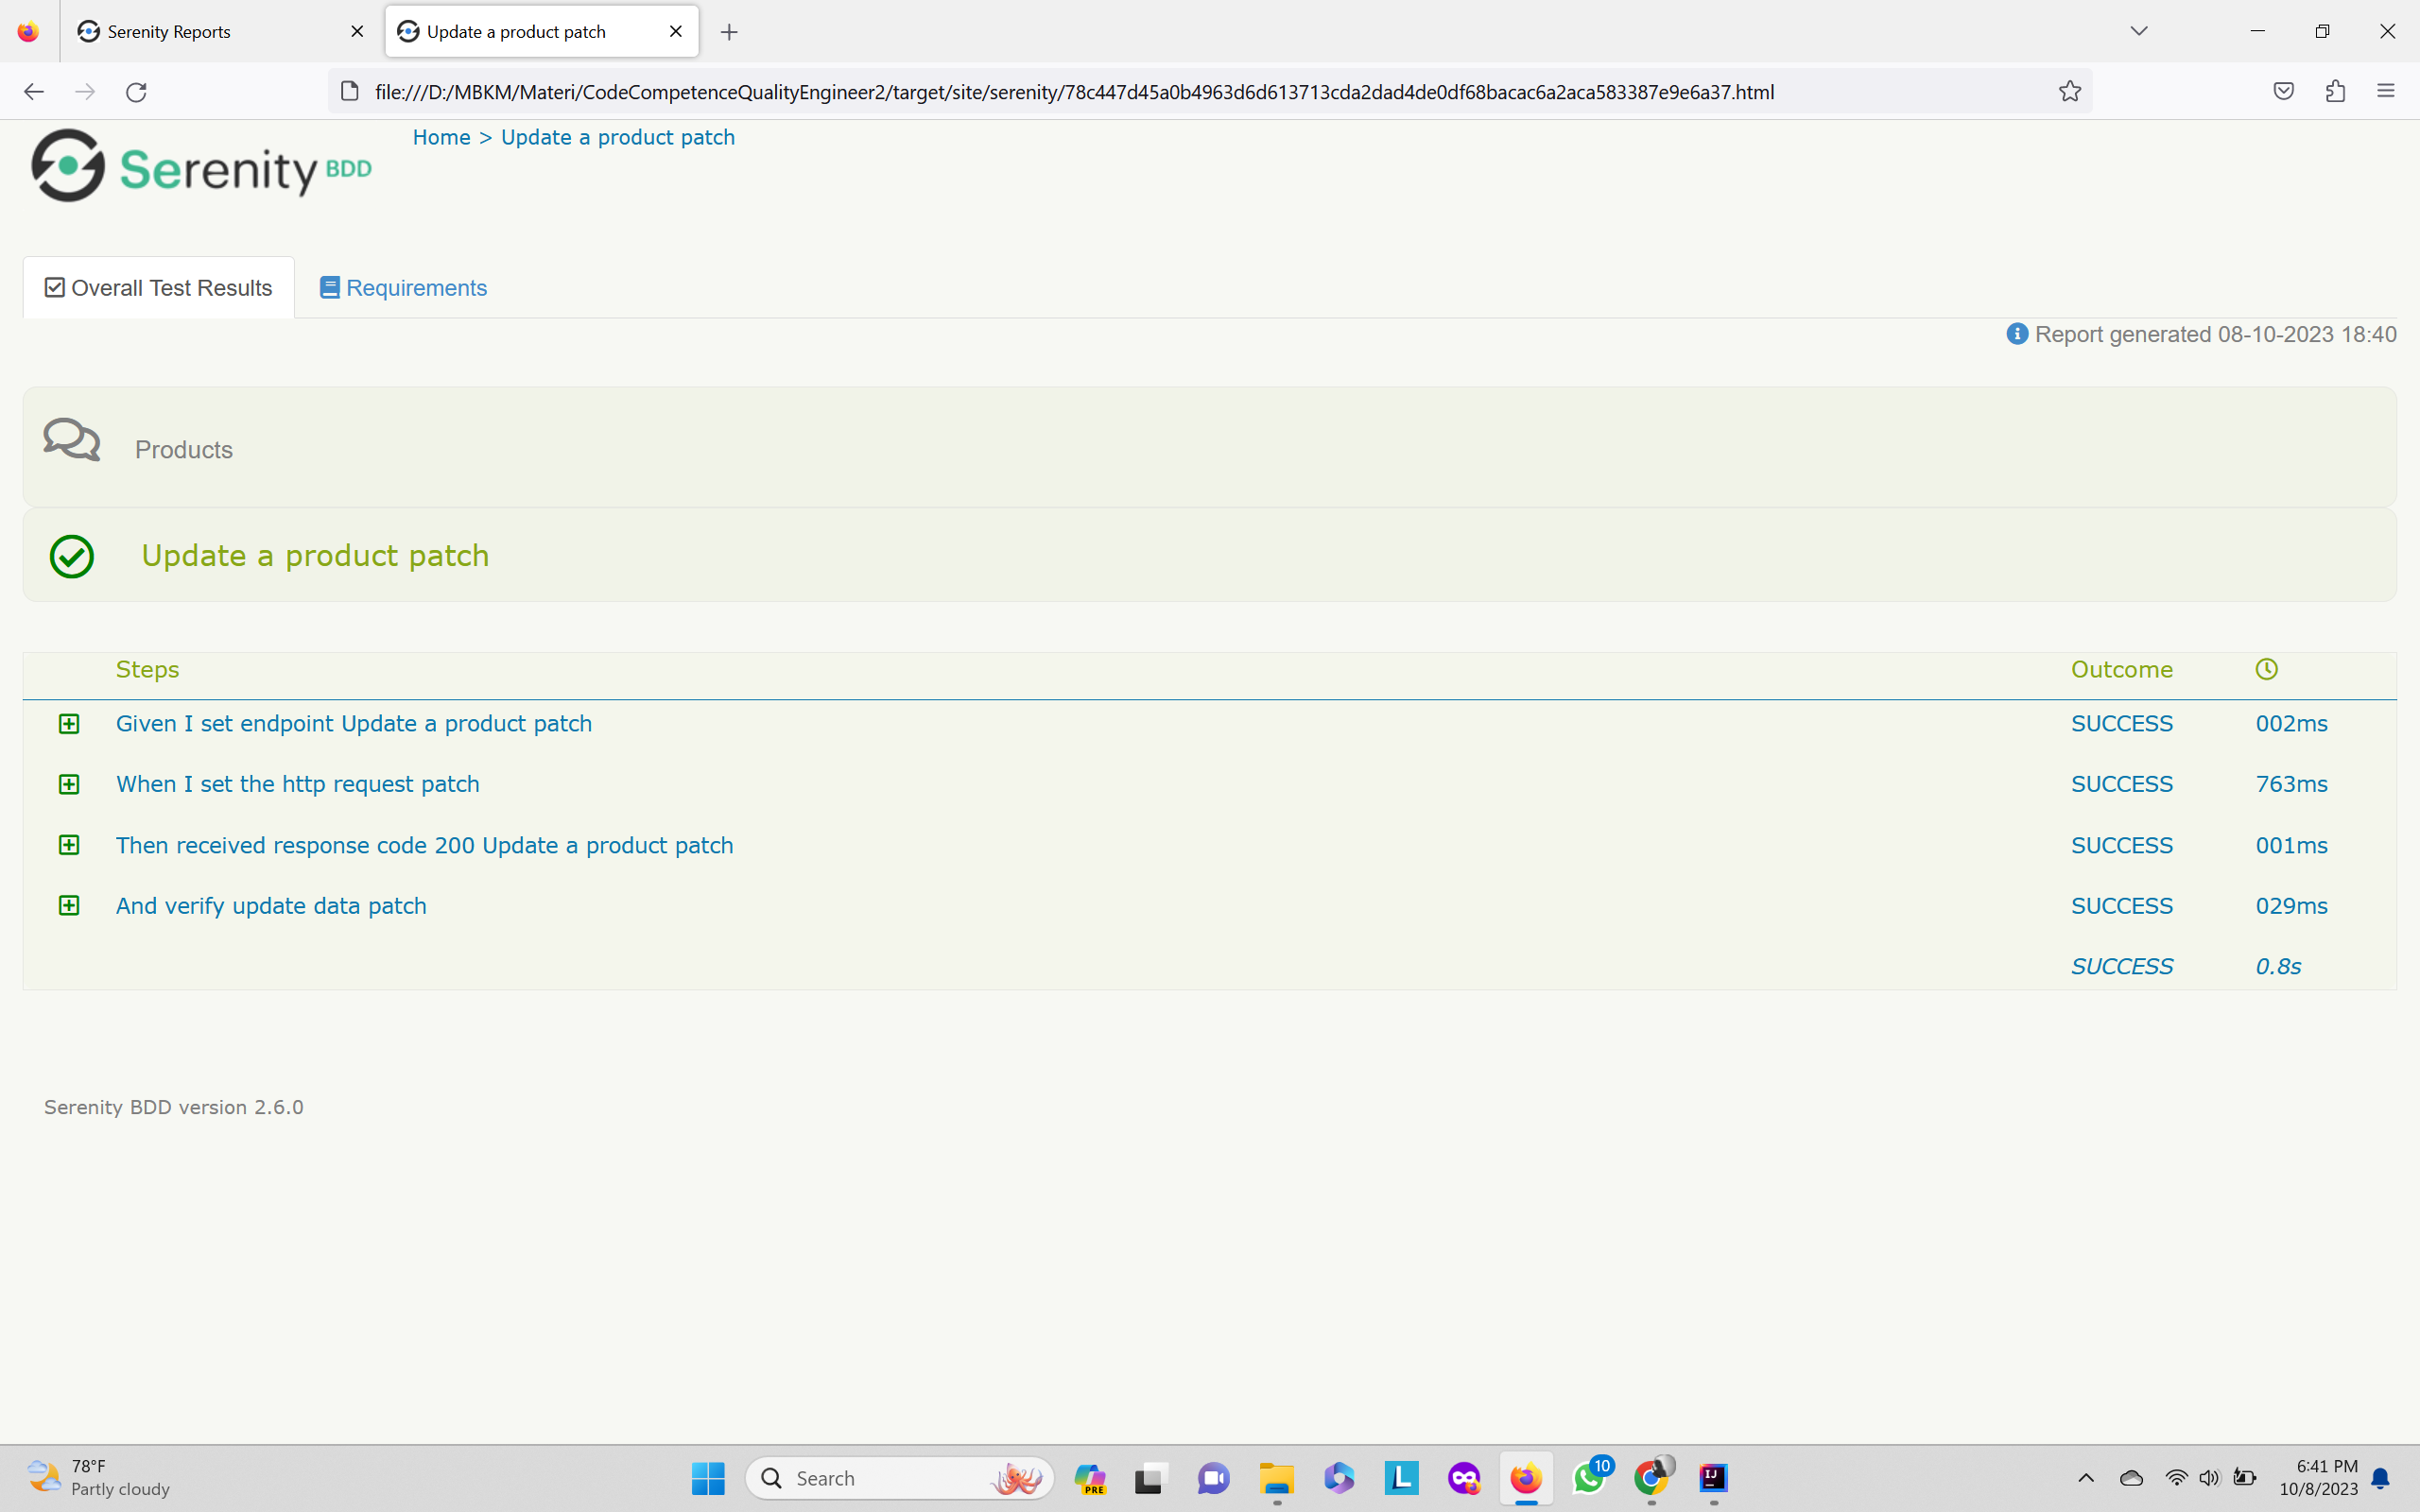 Serenity Reports
Update a product patch
file:///D:/MBKM/Materi/CodeCompetenceQualityEngineer2/target/site/serenity/78c447d45a0b4963d6d613713cda2dad4de0df68bacac6a2aca583387e9e6a37.html
Serenity BDD
Home > Update a product patch
Overall Test Results
Requirements
Report generated 08-10-2023 18:40
Products
Update a product patch
Steps Outcome
Given I set endpoint Update a product patch SUCCESS 002ms
When I set the http request patch SUCCESS 763ms
Then received response code 200 Update a product patch SUCCESS 001ms
And verify update data patch SUCCESS 029ms
SUCCESS 0.8s
Serenity BDD version 2.6.0
78°F
Partly cloudy
Search
PRE
L
10
IJ
6:41 PM
10/8/2023